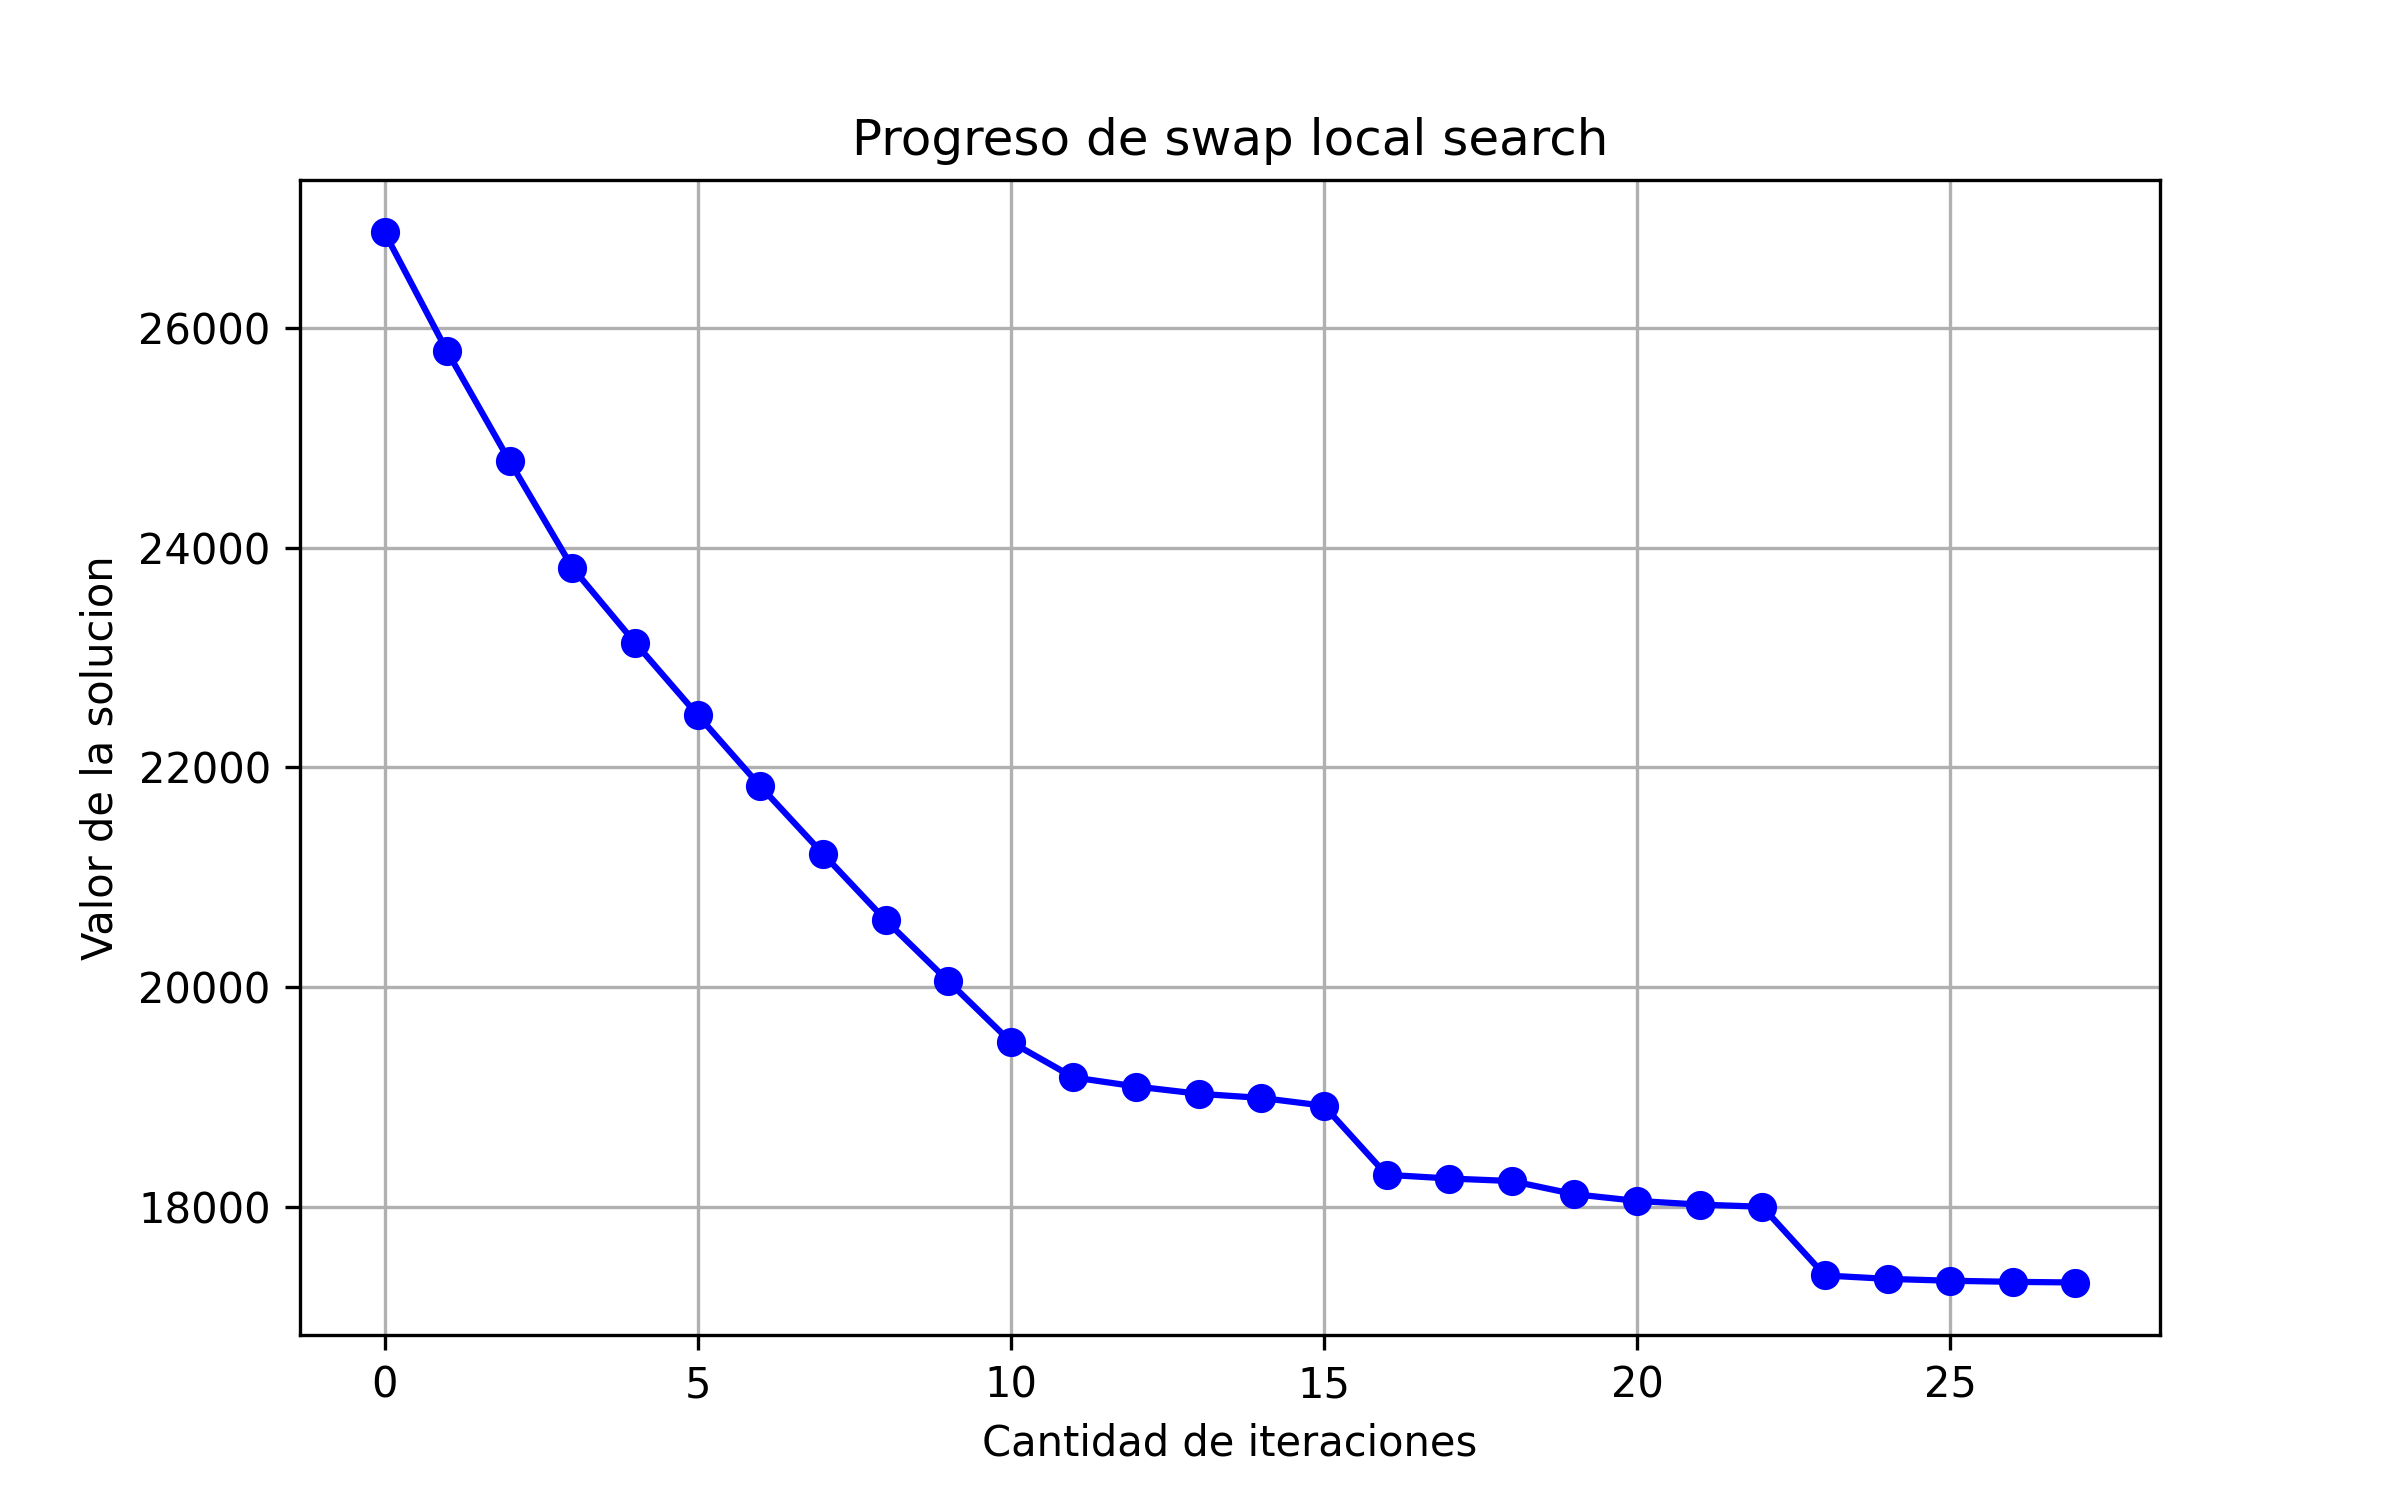 Progreso de swap local search
Valor de la solucion
26000
24000
22000
20000
18000
0 5 10 15 20 25
Cantidad de iteraciones